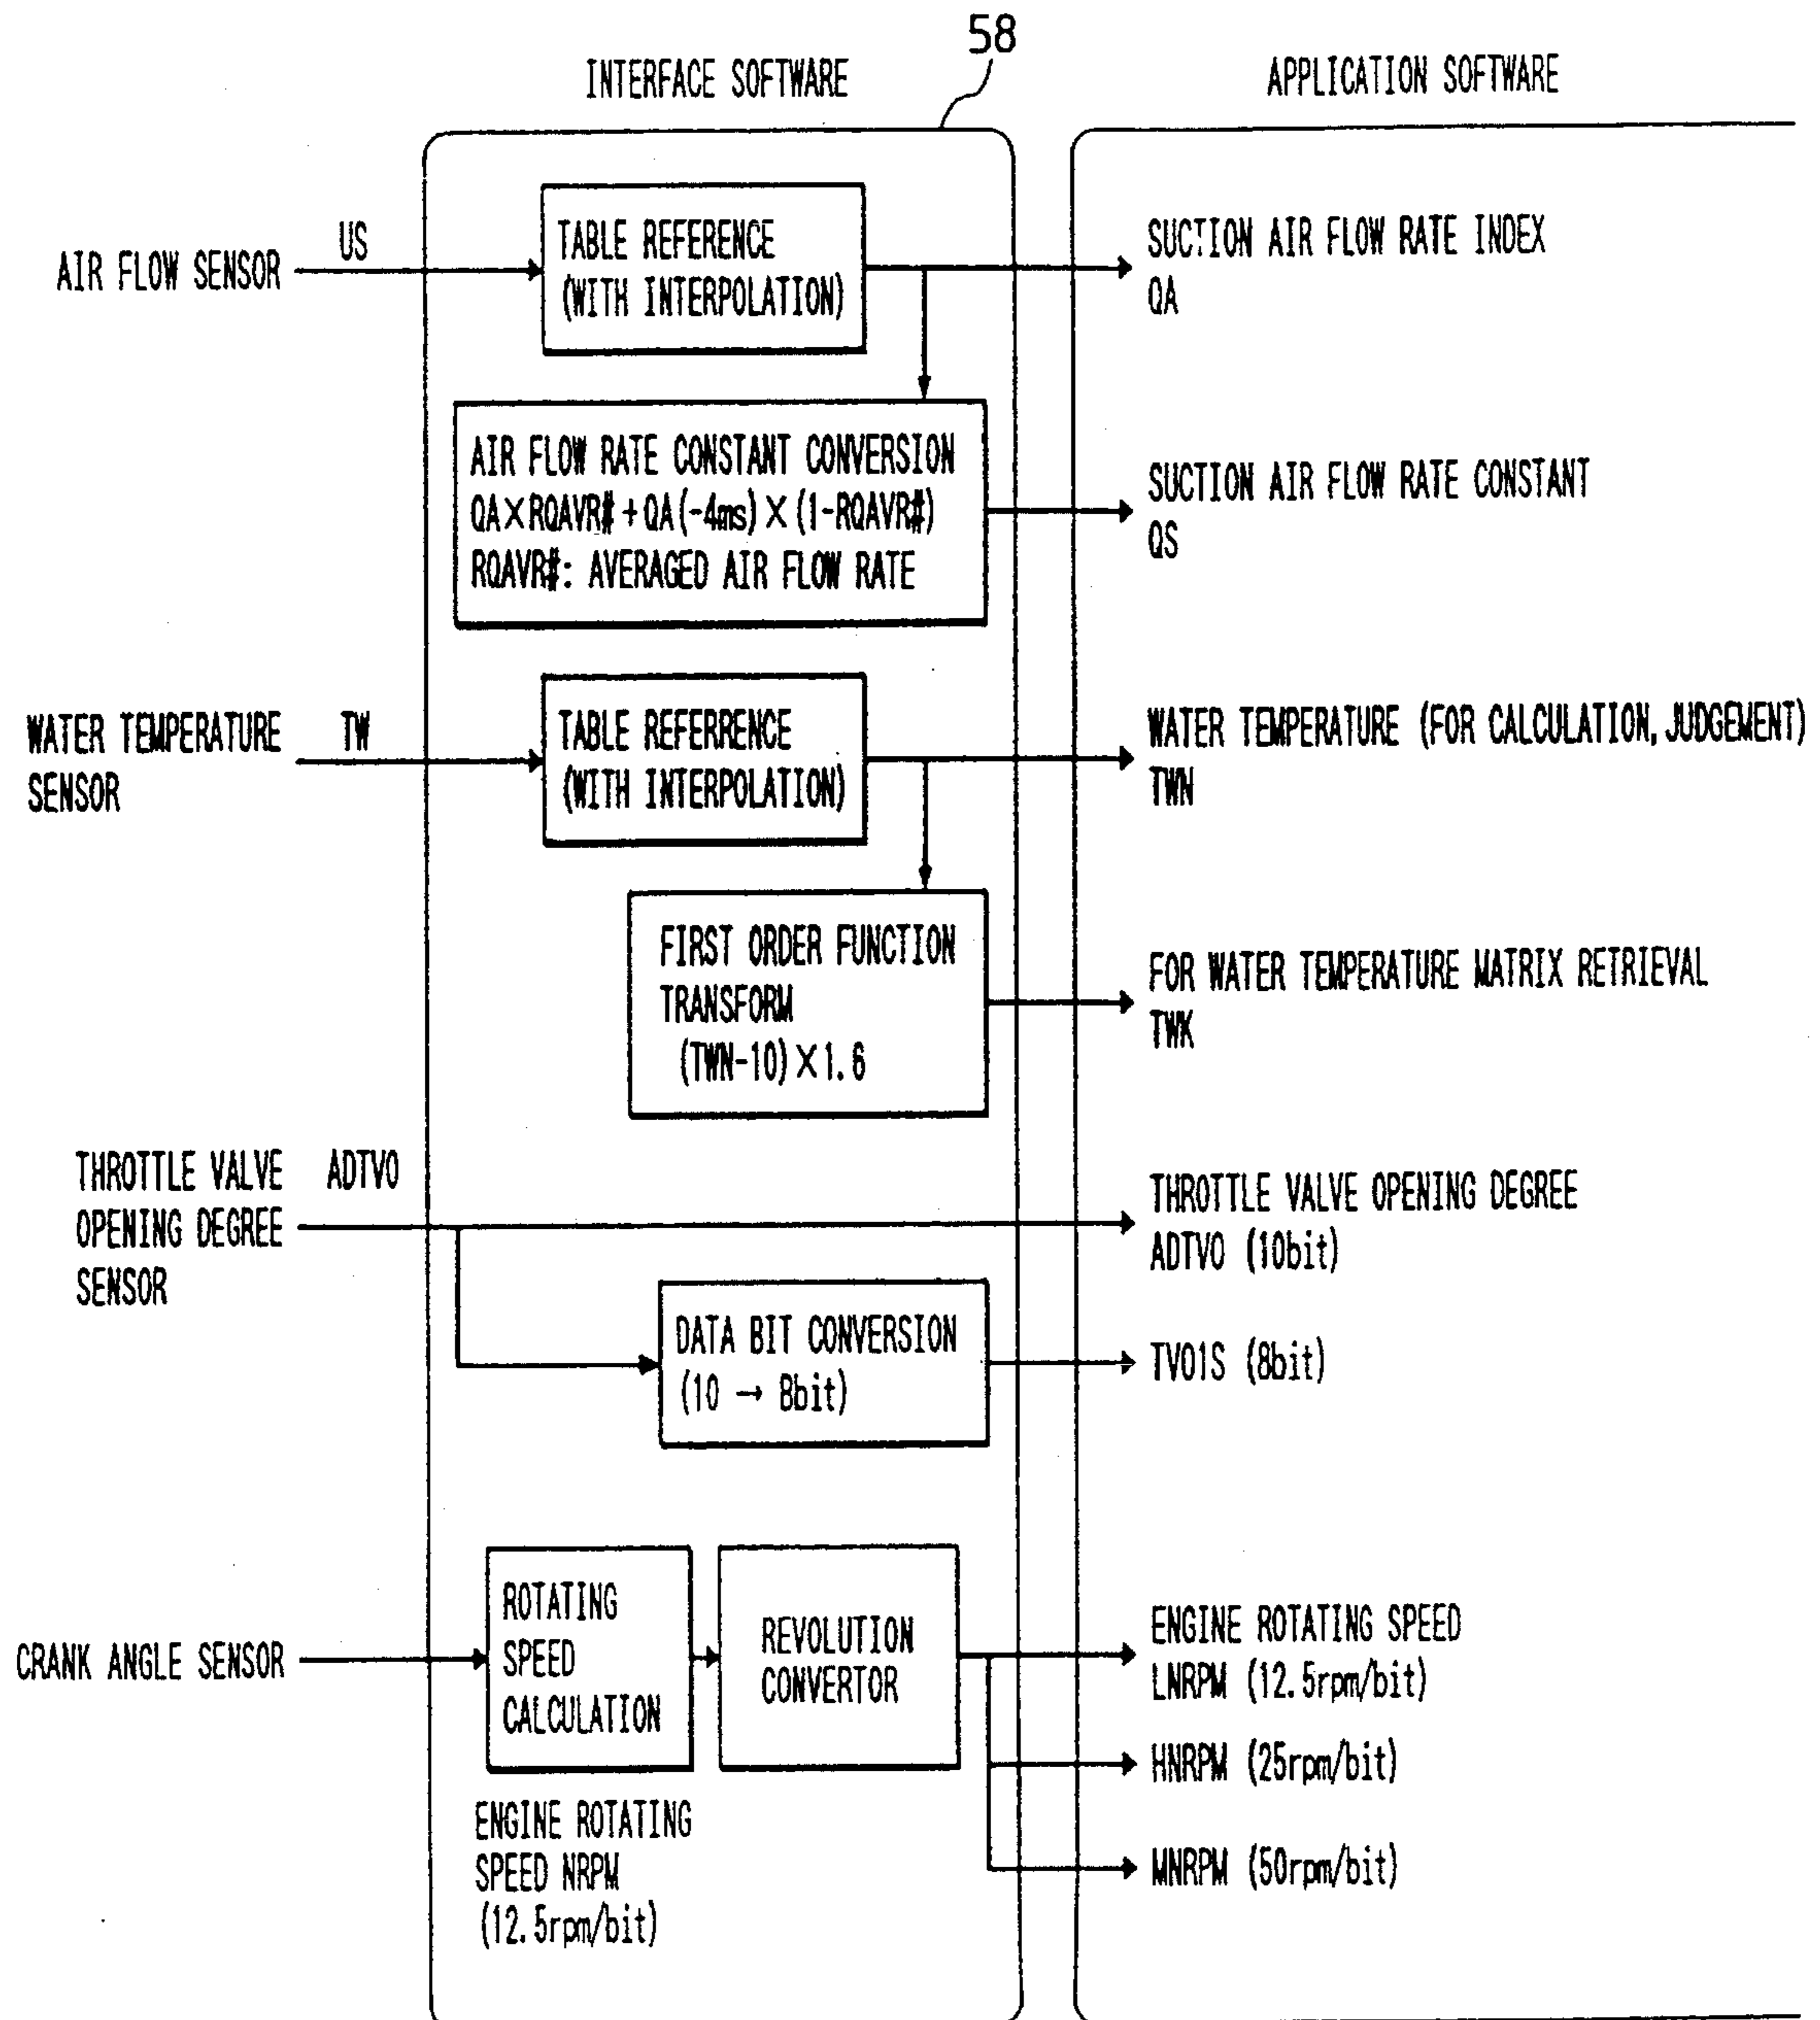 58
INTERFACE SOFTWARE
APPLICATION SOFTWARE
AIR FLOW SENSOR
US
TABLE REFERENCE
(WITH INTERPOLATION)
SUCTION AIR FLOW RATE INDEX
QA
AIR FLOW RATE CONSTANT CONVERSION
QA×RQAVR#+QA(-4ms)×(1-RQAVR#)
RQAVR#: AVERAGED AIR FLOW RATE
SUCTION AIR FLOW RATE CONSTANT
QS
WATER TEMPERATURE
SENSOR
TW
TABLE REFERRENCE
(WITH INTERPOLATION)
WATER TEMPERATURE (FOR CALCULATION, JUDGEMENT)
TWN
FIRST ORDER FUNCTION
TRANSFORM
(TWN-10)×1.6
FOR WATER TEMPERATURE MATRIX RETRIEVAL
TWK
THROTTLE VALVE
OPENING DEGREE
SENSOR
ADTVO
THROTTLE VALVE OPENING DEGREE
ADTVO (10bit)
DATA BIT CONVERSION
(10 → 8bit)
TVO1S (8bit)
CRANK ANGLE SENSOR
ROTATING
SPEED
CALCULATION
REVOLUTION
CONVERTOR
ENGINE ROTATING SPEED
LNRPM (12.5rpm/bit)
HNRPM (25rpm/bit)
MNRPM (50rpm/bit)
ENGINE ROTATING
SPEED NRPM
(12.5rpm/bit)